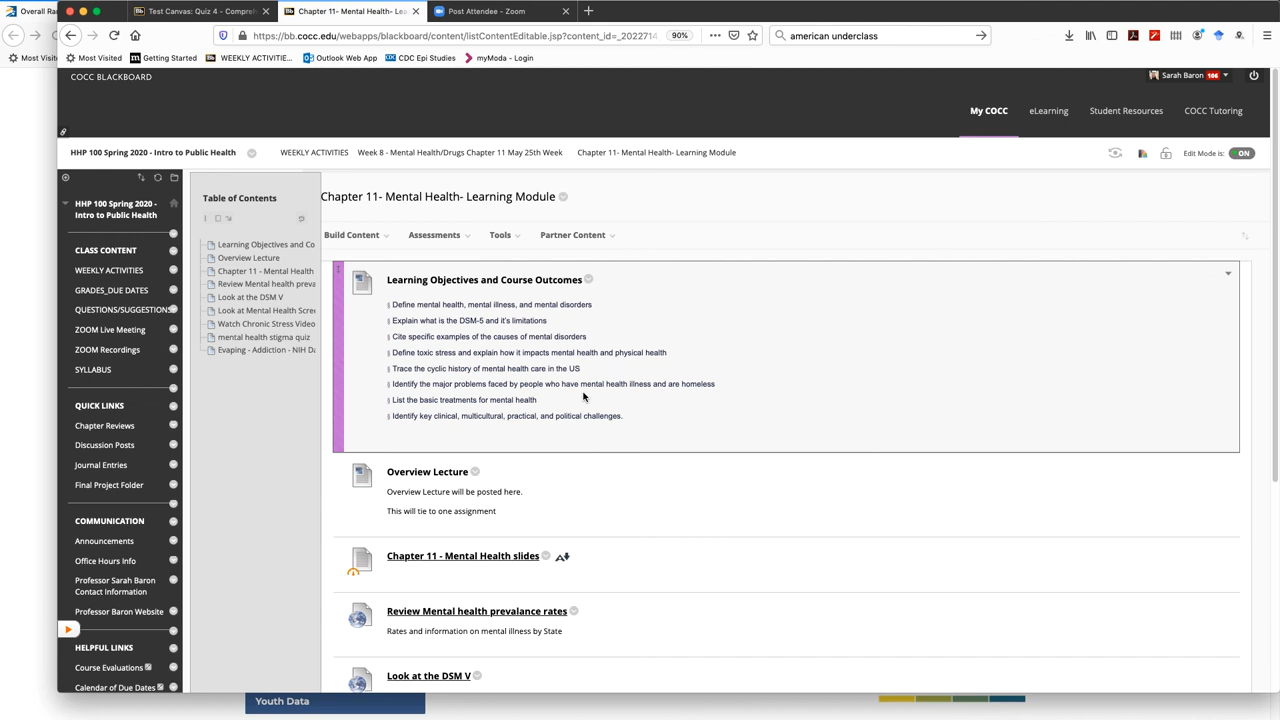 Overall Ran
Test Canvas: Quiz 4 – Compreh
Chapter 11- Mental Health- Lea
Post Attendee - Zoom
https://bb.cocc.edu/webapps/blackboard/content/listContentEditable.jsp?content_id=_2022714
90%
american underclass
Most Visite
Most Visited
Getting Started
WEEKLY ACTIVITIE...
Outlook Web App
CDC Epi Studies
myModa - Login
COCC BLACKBOARD
Sarah Baron
106
My COCC
eLearning
Student Resources
COCC Tutoring
HHP 100 Spring 2020 - Intro to Public Health
WEEKLY ACTIVITIES
Week 8 - Mental Health/Drugs Chapter 11 May 25th Week
Chapter 11- Mental Health- Learning Module
Edit Mode is:
ON
HHP 100 Spring 2020 -
Intro to Public Health
CLASS CONTENT
WEEKLY ACTIVITIES
GRADES_DUE DATES
QUESTIONS/SUGGESTIONS
ZOOM Live Meeting
ZOOM Recordings
SYLLABUS
QUICK LINKS
Chapter Reviews
Discussion Posts
Journal Entries
Final Project Folder
COMMUNICATION
Announcements
Office Hours Info
Professor Sarah Baron
Contact Information
Professor Baron Website
HELPFUL LINKS
Course Evaluations
Calendar of Due Dates
Table of Contents
Learning Objectives and Co
Overview Lecture
Chapter 11 - Mental Health
Review Mental health preva
Look at the DSM V
Look at Mental Health Scree
Watch Chronic Stress Video
mental health stigma quiz
Evaping - Addiction - NIH Da
Chapter 11- Mental Health- Learning Module
Build Content
Assessments
Tools
Partner Content
Learning Objectives and Course Outcomes
Define mental health, mental illness, and mental disorders
Explain what is the DSM-5 and it's limitations
Cite specific examples of the causes of mental disorders
Define toxic stress and explain how it impacts mental health and physical health
Trace the cyclic history of mental health care in the US
Identify the major problems faced by people who have mental health illness and are homeless
List the basic treatments for mental health
Identify key clinical, multicultural, practical, and political challenges.
Overview Lecture
Overview Lecture will be posted here.
This will tie to one assignment
Chapter 11 - Mental Health slides
Review Mental health prevalance rates
Rates and information on mental illness by State
Look at the DSM V
Youth Data